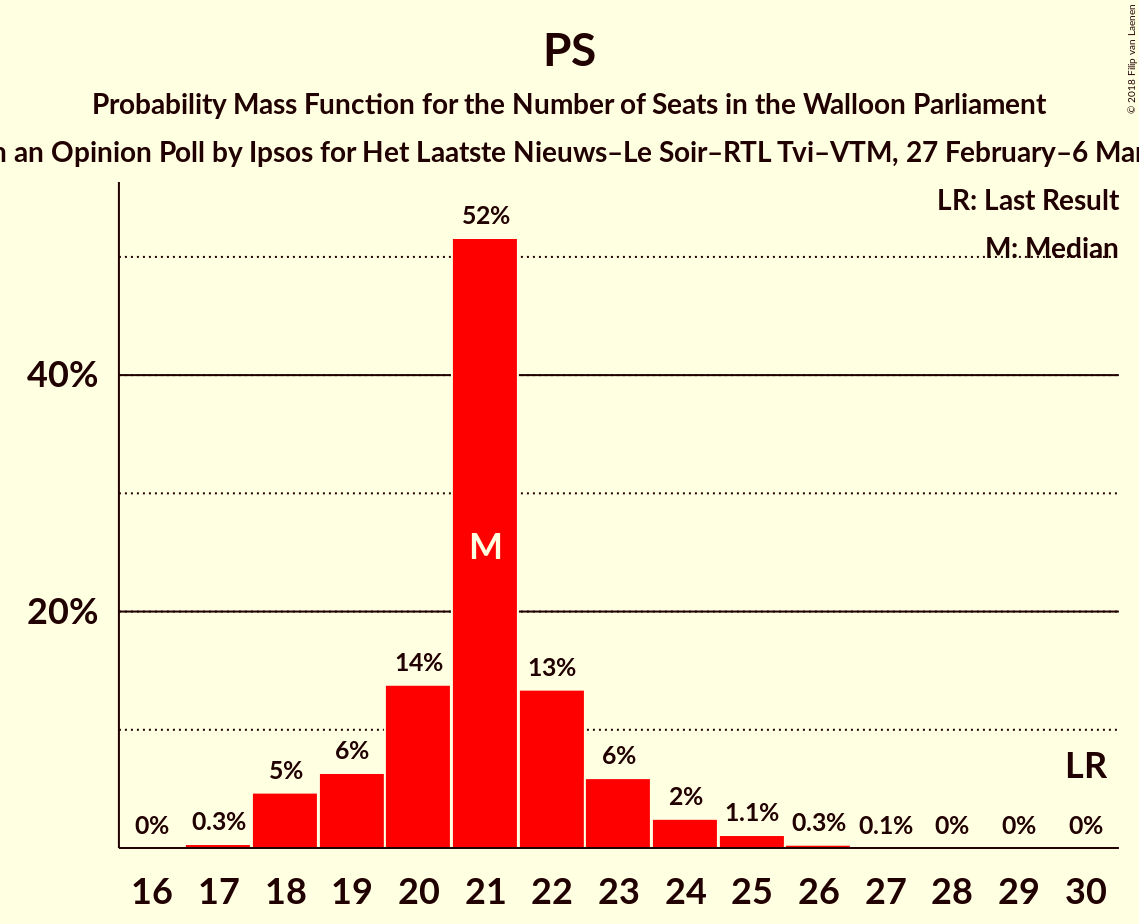 PS
Probability Mass Function for the Number of Seats in the Walloon Parliament
an Opinion Poll by Ipsos for Het Laatste Nieuws–Le Soir–RTL Tvi–VTM, 27 February–6
© 2018 Filip van Laenen
LR: Last Result
M: Median
52%
40%
M
20%
14%
13%
6%
6%
5%
2%
1.1%
0.3%
0.3%
0.1%
0%
0%
0%
0%
LR
16 17 18 19 20 21 22 23 24 25 26 27 28 29 30